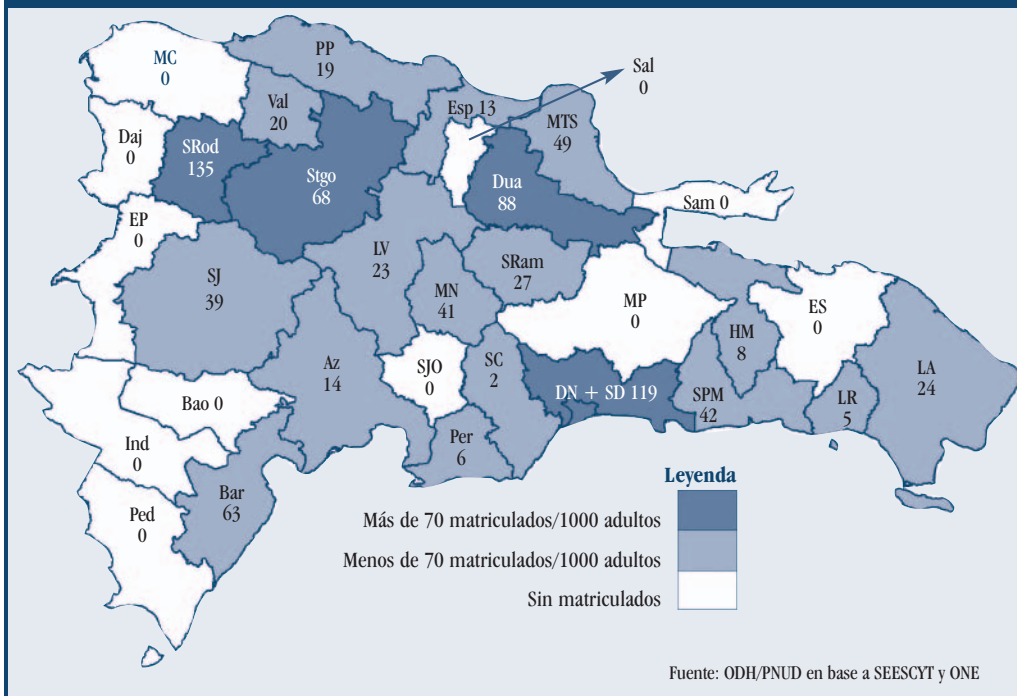 MC
0
PP
19
Sal
0
Val
20
Esp 13
MTS
49
Daj
0
SRod
135
Stgo
68
Dua
88
Sam 0
EP
0
SJ
39
LV
23
SRam
27
MN
41
MP
0
ES
0
HM
8
Az
14
SJO
0
SC
2
DN + SD 119
SPM
42
LR
5
LA
24
Bao 0
Ind
0
Per
6
Bar
63
Ped
0
Leyenda
Más de 70 matriculados/1000 adultos
Menos de 70 matriculados/1000 adultos
Sin matriculados
Fuente: ODH/PNUD en base a SEESCYT y ONE